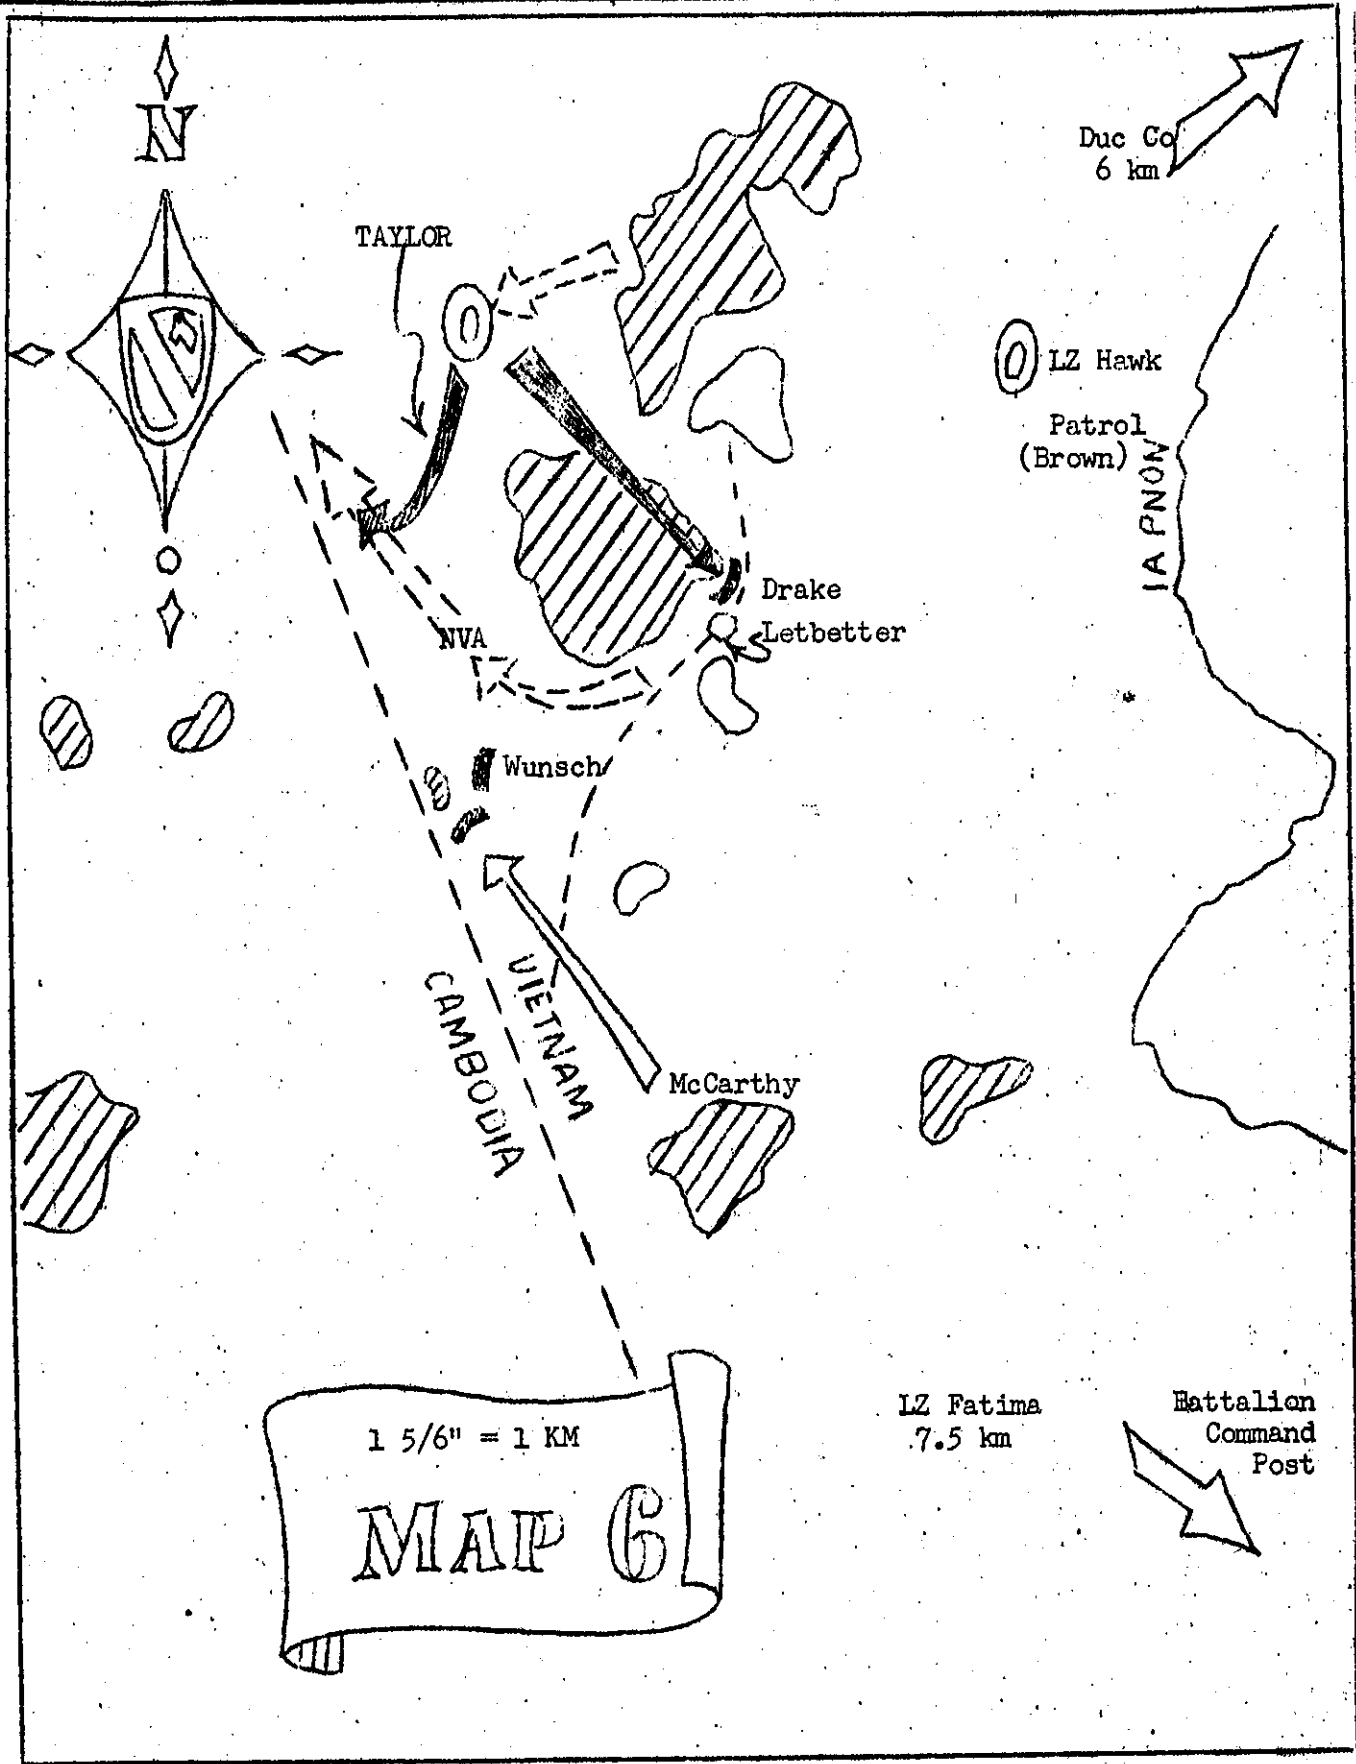 N
Duc Co
6 km
TAYLOR
LZ Hawk
Patrol
(Brown)
IA PNON
Drake
Letbetter
NVA
Wunsch
VIETNAM
CAMBODIA
McCarthy
1 5/6" = 1 KM
MAP 6
LZ Fatima
7.5 km
Battalion
Command
Post